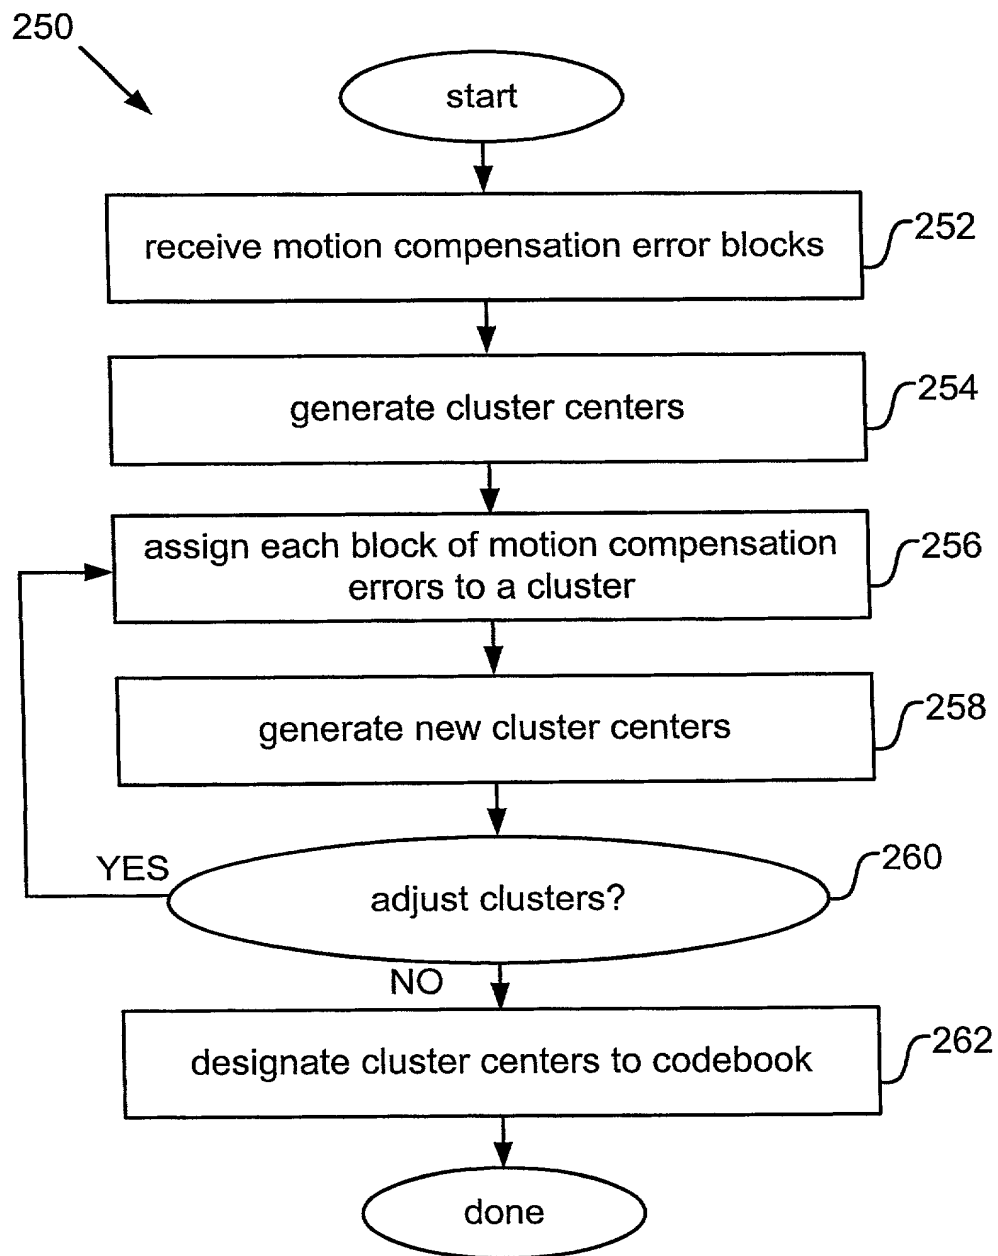 250
start
receive motion compensation error blocks
252
generate cluster centers
254
assign each block of motion compensation
errors to a cluster
256
generate new cluster centers
258
YES
adjust clusters?
260
NO
designate cluster centers to codebook
262
done